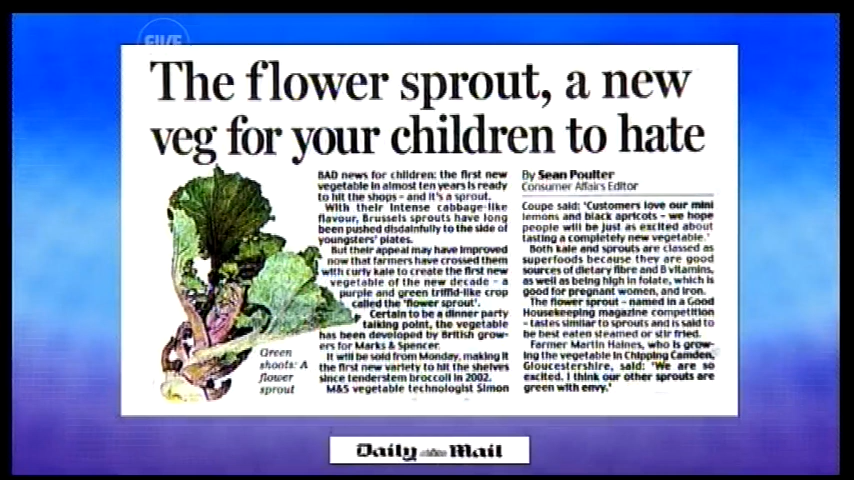 FIVE
The flower sprout, a new
veg for your children to hate
BAD news for children: the first new
vegetable in almost ten years is ready
to hit the shops – and it's a sprout.
With their intense cabbage-like
flavour, Brussels sprouts have long
been pushed disdainfully to the side of
youngsters' plates.
But their appeal may have improved
now that farmers have crossed them
with curly kale to create the first new
vegetable of the new decade – a
purple and green triffid-like crop
called the 'flower sprout'.
Certain to be a dinner party
talking point, the vegetable
has been developed by British grow-
ers for Marks & Spencer.
It will be sold from Monday, making it
the first new variety to hit the shelves
since tenderstem broccoli in 2002.
M&S vegetable technologist Simon
Green
shoots: A
flower
sprout
By Sean Poulter
Consumer Affairs Editor
Coupe said: 'Customers love our mini
lemons and black apricots – we hope
people will be just as excited about
tasting a completely new vegetable.'
Both kale and sprouts are classed as
superfoods because they are good
sources of dietary fibre and B vitamins,
as well as being high in folate, which is
good for pregnant women, and iron.
The flower sprout – named in a Good
Housekeeping magazine competition
– tastes similar to sprouts and is said to
be best eaten steamed or stir fried.
Farmer Martin Haines, who is grow-
ing the vegetable in Chipping Camden,
Gloucestershire, said: 'We are so
excited. I think our other sprouts are
green with envy.'
Daily Mail